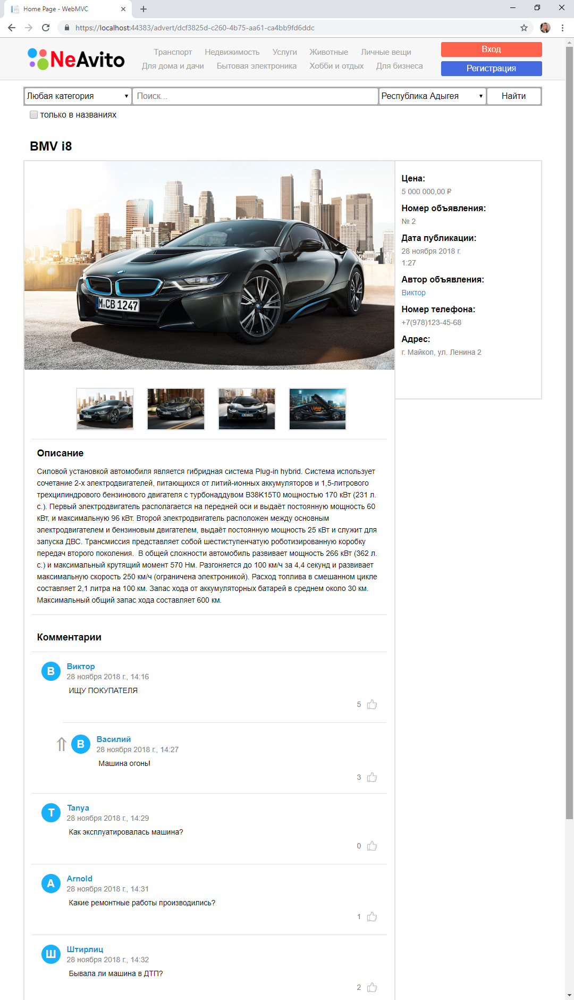 Home Page - WebMVC
https://localhost:44383/advert/dcf3825d-c260-4b75-aa61-ca4bb9fd6ddc
NeAvito
Транспорт Недвижимость Услуги Животные Личные вещи
Для дома и дачи Бытовая электроника Хобби и отдых Для бизнеса
Вход
Регистрация
Любая категория Поиск... Республика Адыгея Найти
только в названиях
BMV i8
M CB 1247
Цена:
5 000 000,00 ₽
Номер объявления:
№ 2
Дата публикации:
28 ноября 2018 г.
1:27
Автор объявления:
Виктор
Номер телефона:
+7(978)123-45-68
Адрес:
г. Майкоп, ул. Ленина 2
Описание
Силовой установкой автомобиля является гибридная система Plug-in hybrid. Система использует
сочетание 2-х электродвигателей, питающихся от литий-ионных аккумуляторов и 1,5-литрового
трехцилиндрового бензинового двигателя с турбонаддувом B38K15T0 мощностью 170 кВт (231 л.
с.). Первый электродвигатель располагается на передней оси и выдаёт постоянную мощность 60
кВт, и максимальную 96 кВт. Второй электродвигатель расположен между основным
электродвигателем и бензиновым двигателем, выдаёт постоянную мощность 25 кВт и служит для
запуска ДВС. Трансмиссия представляет собой шестиступенчатую роботизированную коробку
передач второго поколения.  В общей сложности автомобиль развивает мощность 266 кВт (362 л.
с.) и максимальный крутящий момент 570 Нм. Разгоняется до 100 км/ч за 4,4 секунд и развивает
максимальную скорость 250 км/ч (ограничена электроникой). Расход топлива в смешанном цикле
составляет 2,1 литра на 100 км. Запас хода от аккумуляторных батарей в среднем около 30 км.
Максимальный общий запас хода составляет 600 км.
Комментарии
В Виктор
28 ноября 2018 г., 14:16
ИЩУ ПОКУПАТЕЛЯ
5
В Василий
28 ноября 2018 г., 14:27
Машина огонь!
3
T Tanya
28 ноября 2018 г., 14:29
Как эксплуатировалась машина?
0
A Arnold
28 ноября 2018 г., 14:31
Какие ремонтные работы производились?
1
Ш Штирлиц
28 ноября 2018 г., 14:32
Бывала ли машина в ДТП?
2